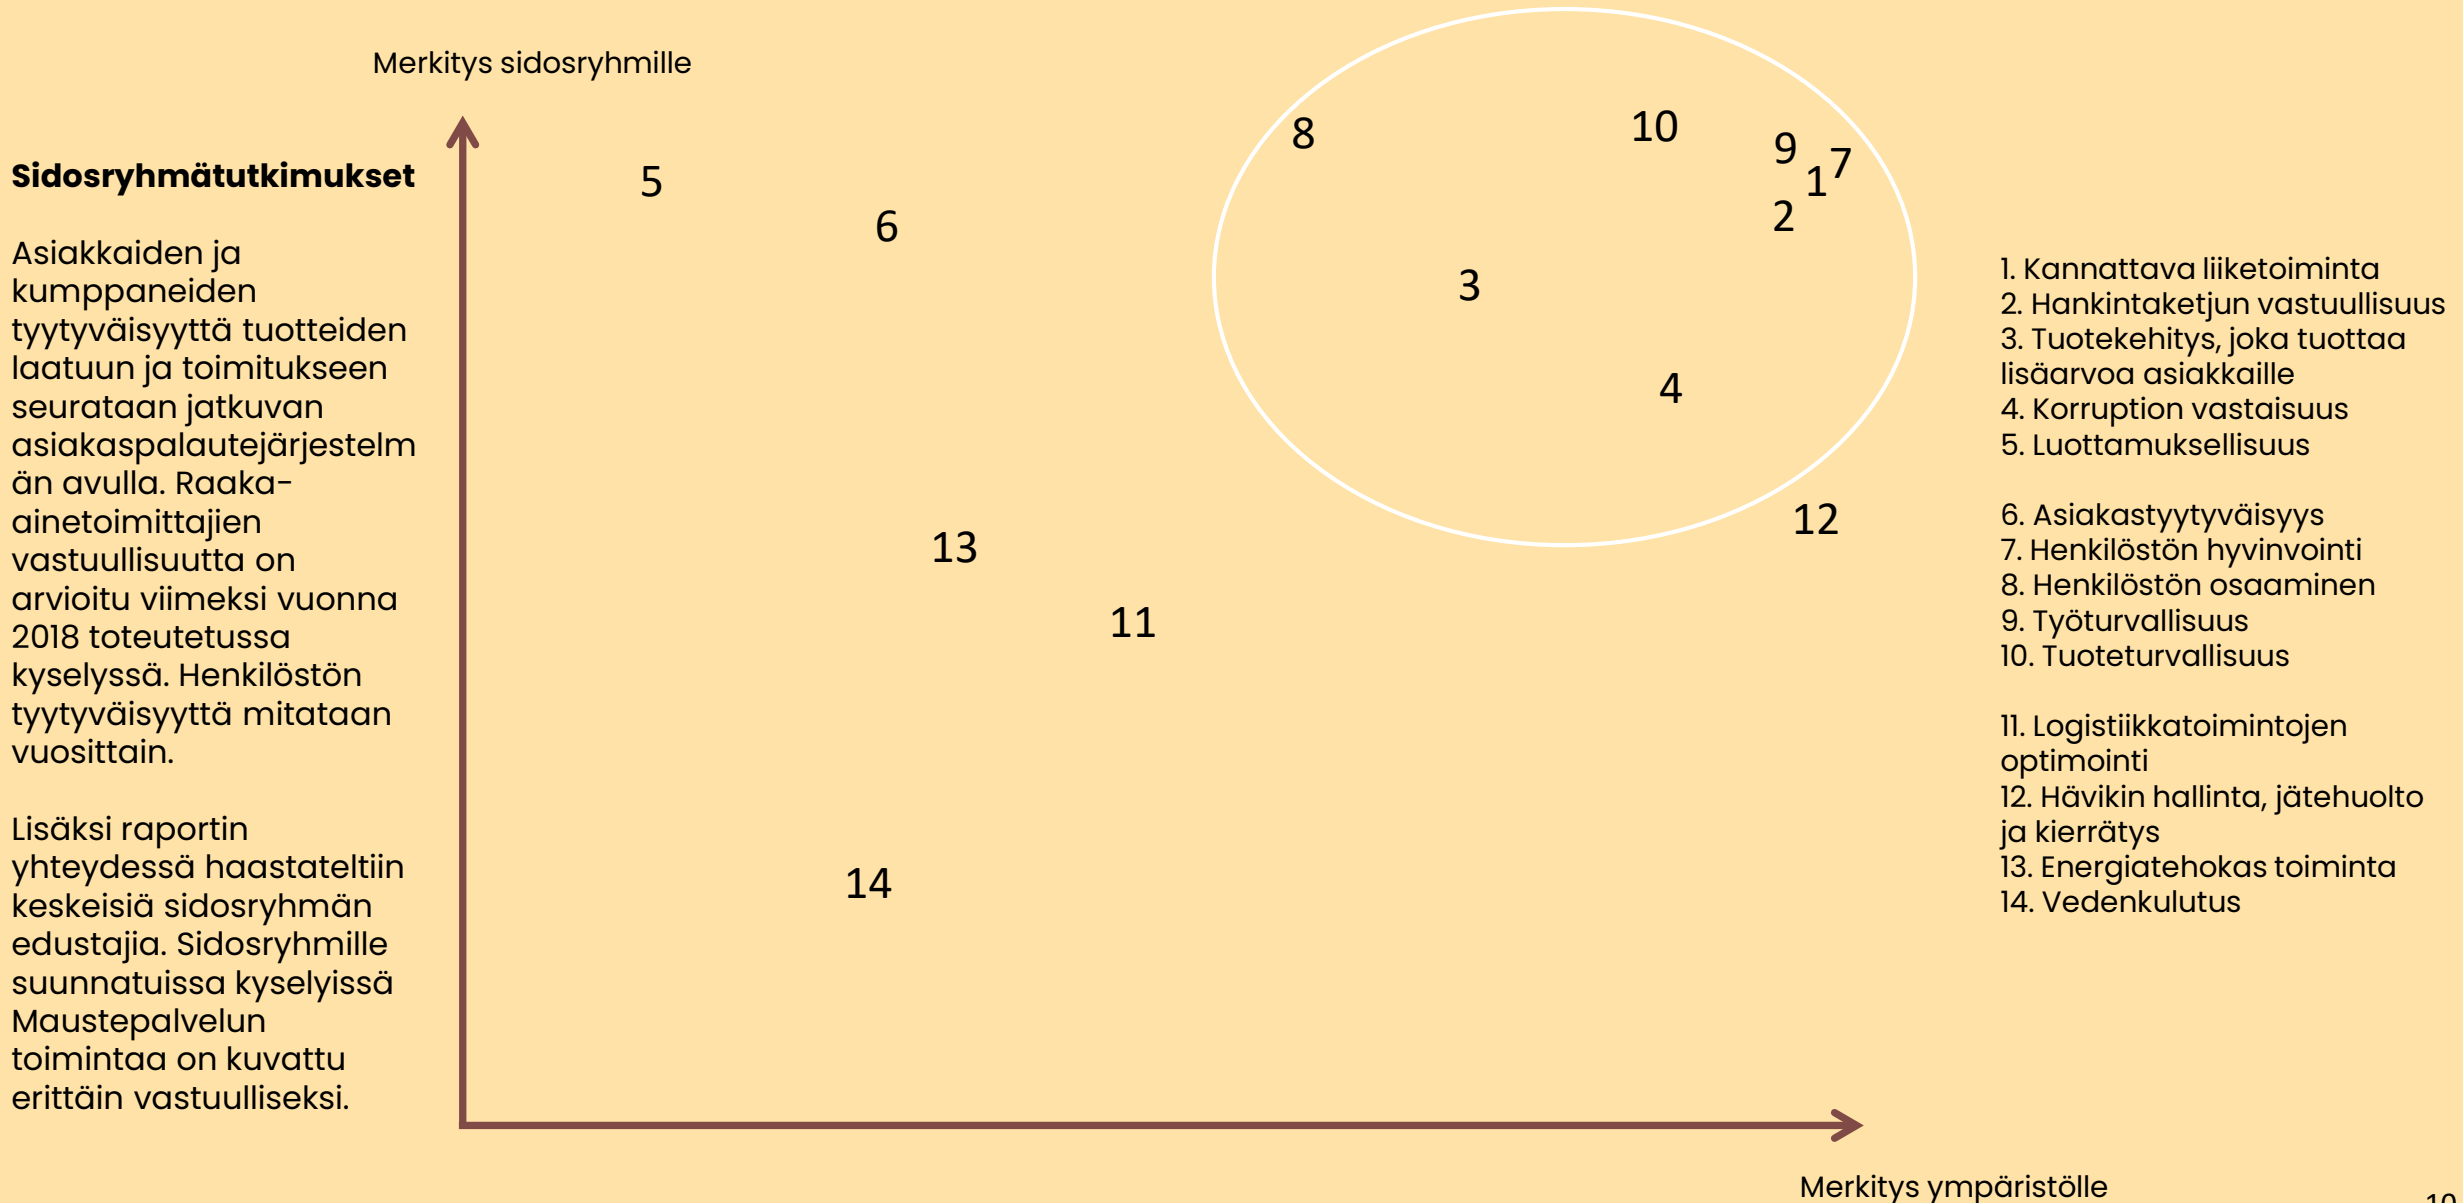 Merkitys sidosryhmille
Sidosryhmätutkimukset
Asiakkaiden ja
kumppaneiden
tyytyväisyyttä tuotteiden
laatuun ja toimitukseen
seurataan jatkuvan
asiakaspalautejärjestelm
än avulla. Raaka-
ainetoimittajien
vastuullisuutta on
arvioitu viimeksi vuonna
2018 toteutetussa
kyselyssä. Henkilöstön
tyytyväisyyttä mitataan
vuosittain.
Lisäksi raportin
yhteydessä haastateltiin
keskeisiä sidosryhmän
edustajia. Sidosryhmille
suunnatuissa kyselyissä
Maustepalvelun
toimintaa on kuvattu
erittäin vastuulliseksi.
8
10
9
7
5
1
6
2
3
4
12
13
11
14
1. Kannattava liiketoiminta
2. Hankintaketjun vastuullisuus
3. Tuotekehitys, joka tuottaa
lisäarvoa asiakkaille
4. Korruption vastaisuus
5. Luottamuksellisuus
6. Asiakastyytyväisyys
7. Henkilöstön hyvinvointi
8. Henkilöstön osaaminen
9. Työturvallisuus
10. Tuoteturvallisuus
11. Logistiikkatoimintojen
optimointi
12. Hävikin hallinta, jätehuolto
ja kierrätys
13. Energiatehokas toiminta
14. Vedenkulutus
Merkitys ympäristölle
10